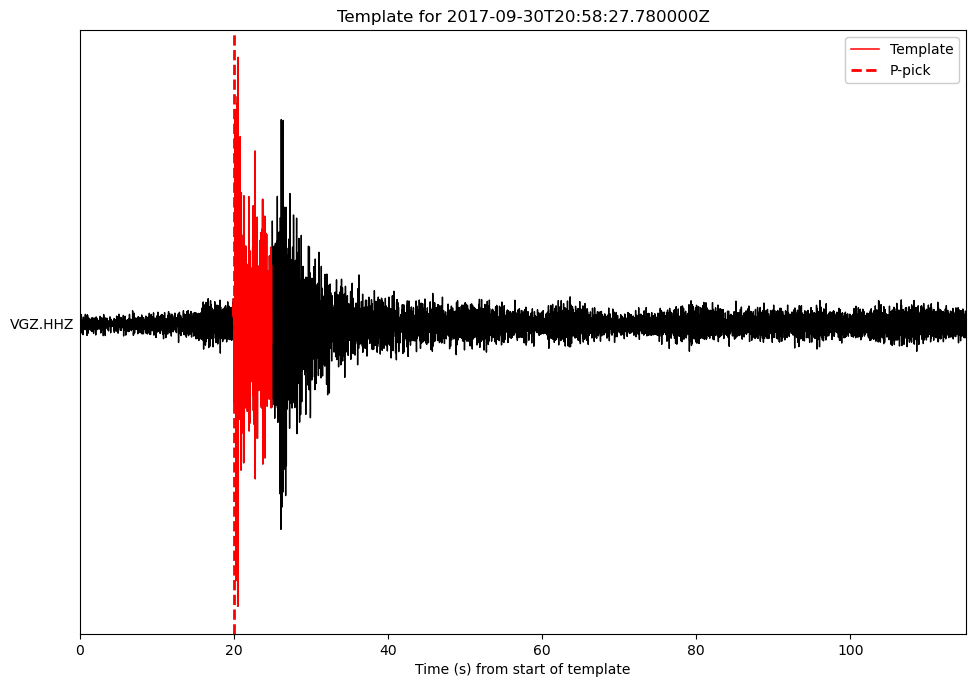 Template for 2017-09-30T20:58:27.780000Z
Template
P-pick
VGZ.HHZ
0 20 40 60 80 100
Time (s) from start of template